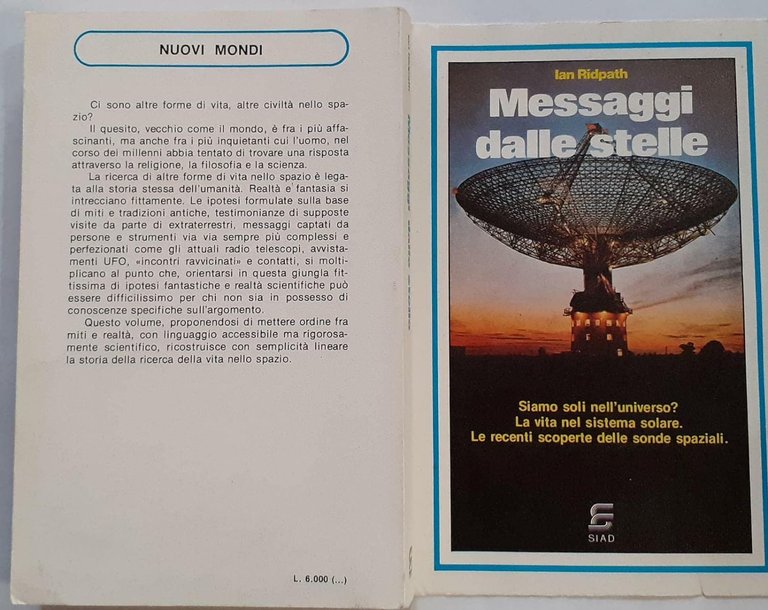 NUOVI MONDI
Ci sono altre forme di vita, altre civiltà nello spa-
zio?
Il quesito, vecchio come il mondo, è fra i più affa-
scinanti, ma anche fra i più inquietanti cui l'uomo, nel
corso dei millenni abbia tentato di trovare una risposta
attraverso la religione, la filosofia e la scienza.
La ricerca di altre forme di vita nello spazio è lega-
ta alla storia stessa dell'umanità. Realtà e fantasia si
intrecciano fittamente. Le ipotesi formulate sulla base
di miti e tradizioni antiche, testimonianze di supposte
visite da parte di extraterrestri, messaggi captati da
persone e strumenti via via sempre più complessi e
perfezionati come gli attuali radio telescopi, avvista-
menti UFO, «incontri ravvicinati» e contatti, si molti-
plicano al punto che, orientarsi in questa giungla fit-
tissima di ipotesi fantastiche e realtà scientifiche può
essere difficilissimo per chi non sia in possesso di
conoscenze specifiche sull'argomento.
Questo volume, proponendosi di mettere ordine fra
miti e realtà, con linguaggio accessibile ma rigorosa-
mente scientifico, ricostruisce con semplicità lineare
la storia della ricerca della vita nello spazio.
L. 6.000 (...)
Ian Ridpath
Messaggi
dalle stelle
Siamo soli nell'universo?
La vita nel sistema solare.
Le recenti scoperte delle sonde spaziali.
SIAD